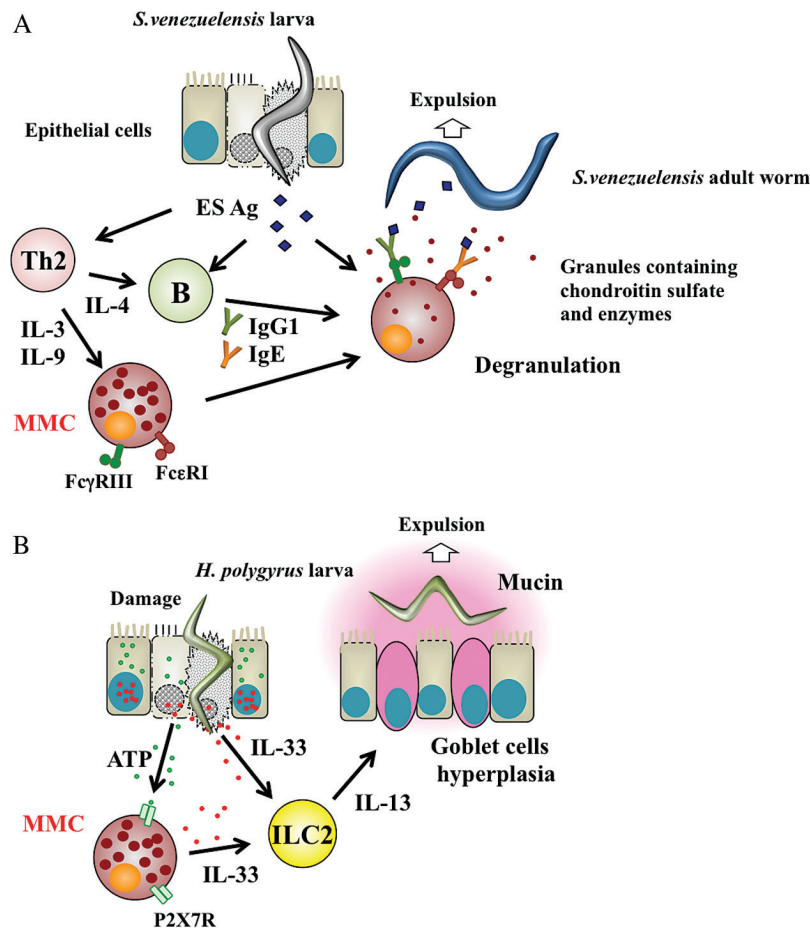 A
S.venezuelensis larva
Epithelial cells
Expulsion
S.venezuelensis adult worm
ES Ag
Th2
IL-4
B
IgG1
IgE
Granules containing
chondroitin sulfate
and enzymes
IL-3
IL-9
Degranulation
MMC
FcγRIII
FcεRI
B
Expulsion
H. polygyrus larva
Mucin
Damage
Goblet cells
hyperplasia
ATP
IL-33
IL-13
MMC
ILC2
IL-33
P2X7R